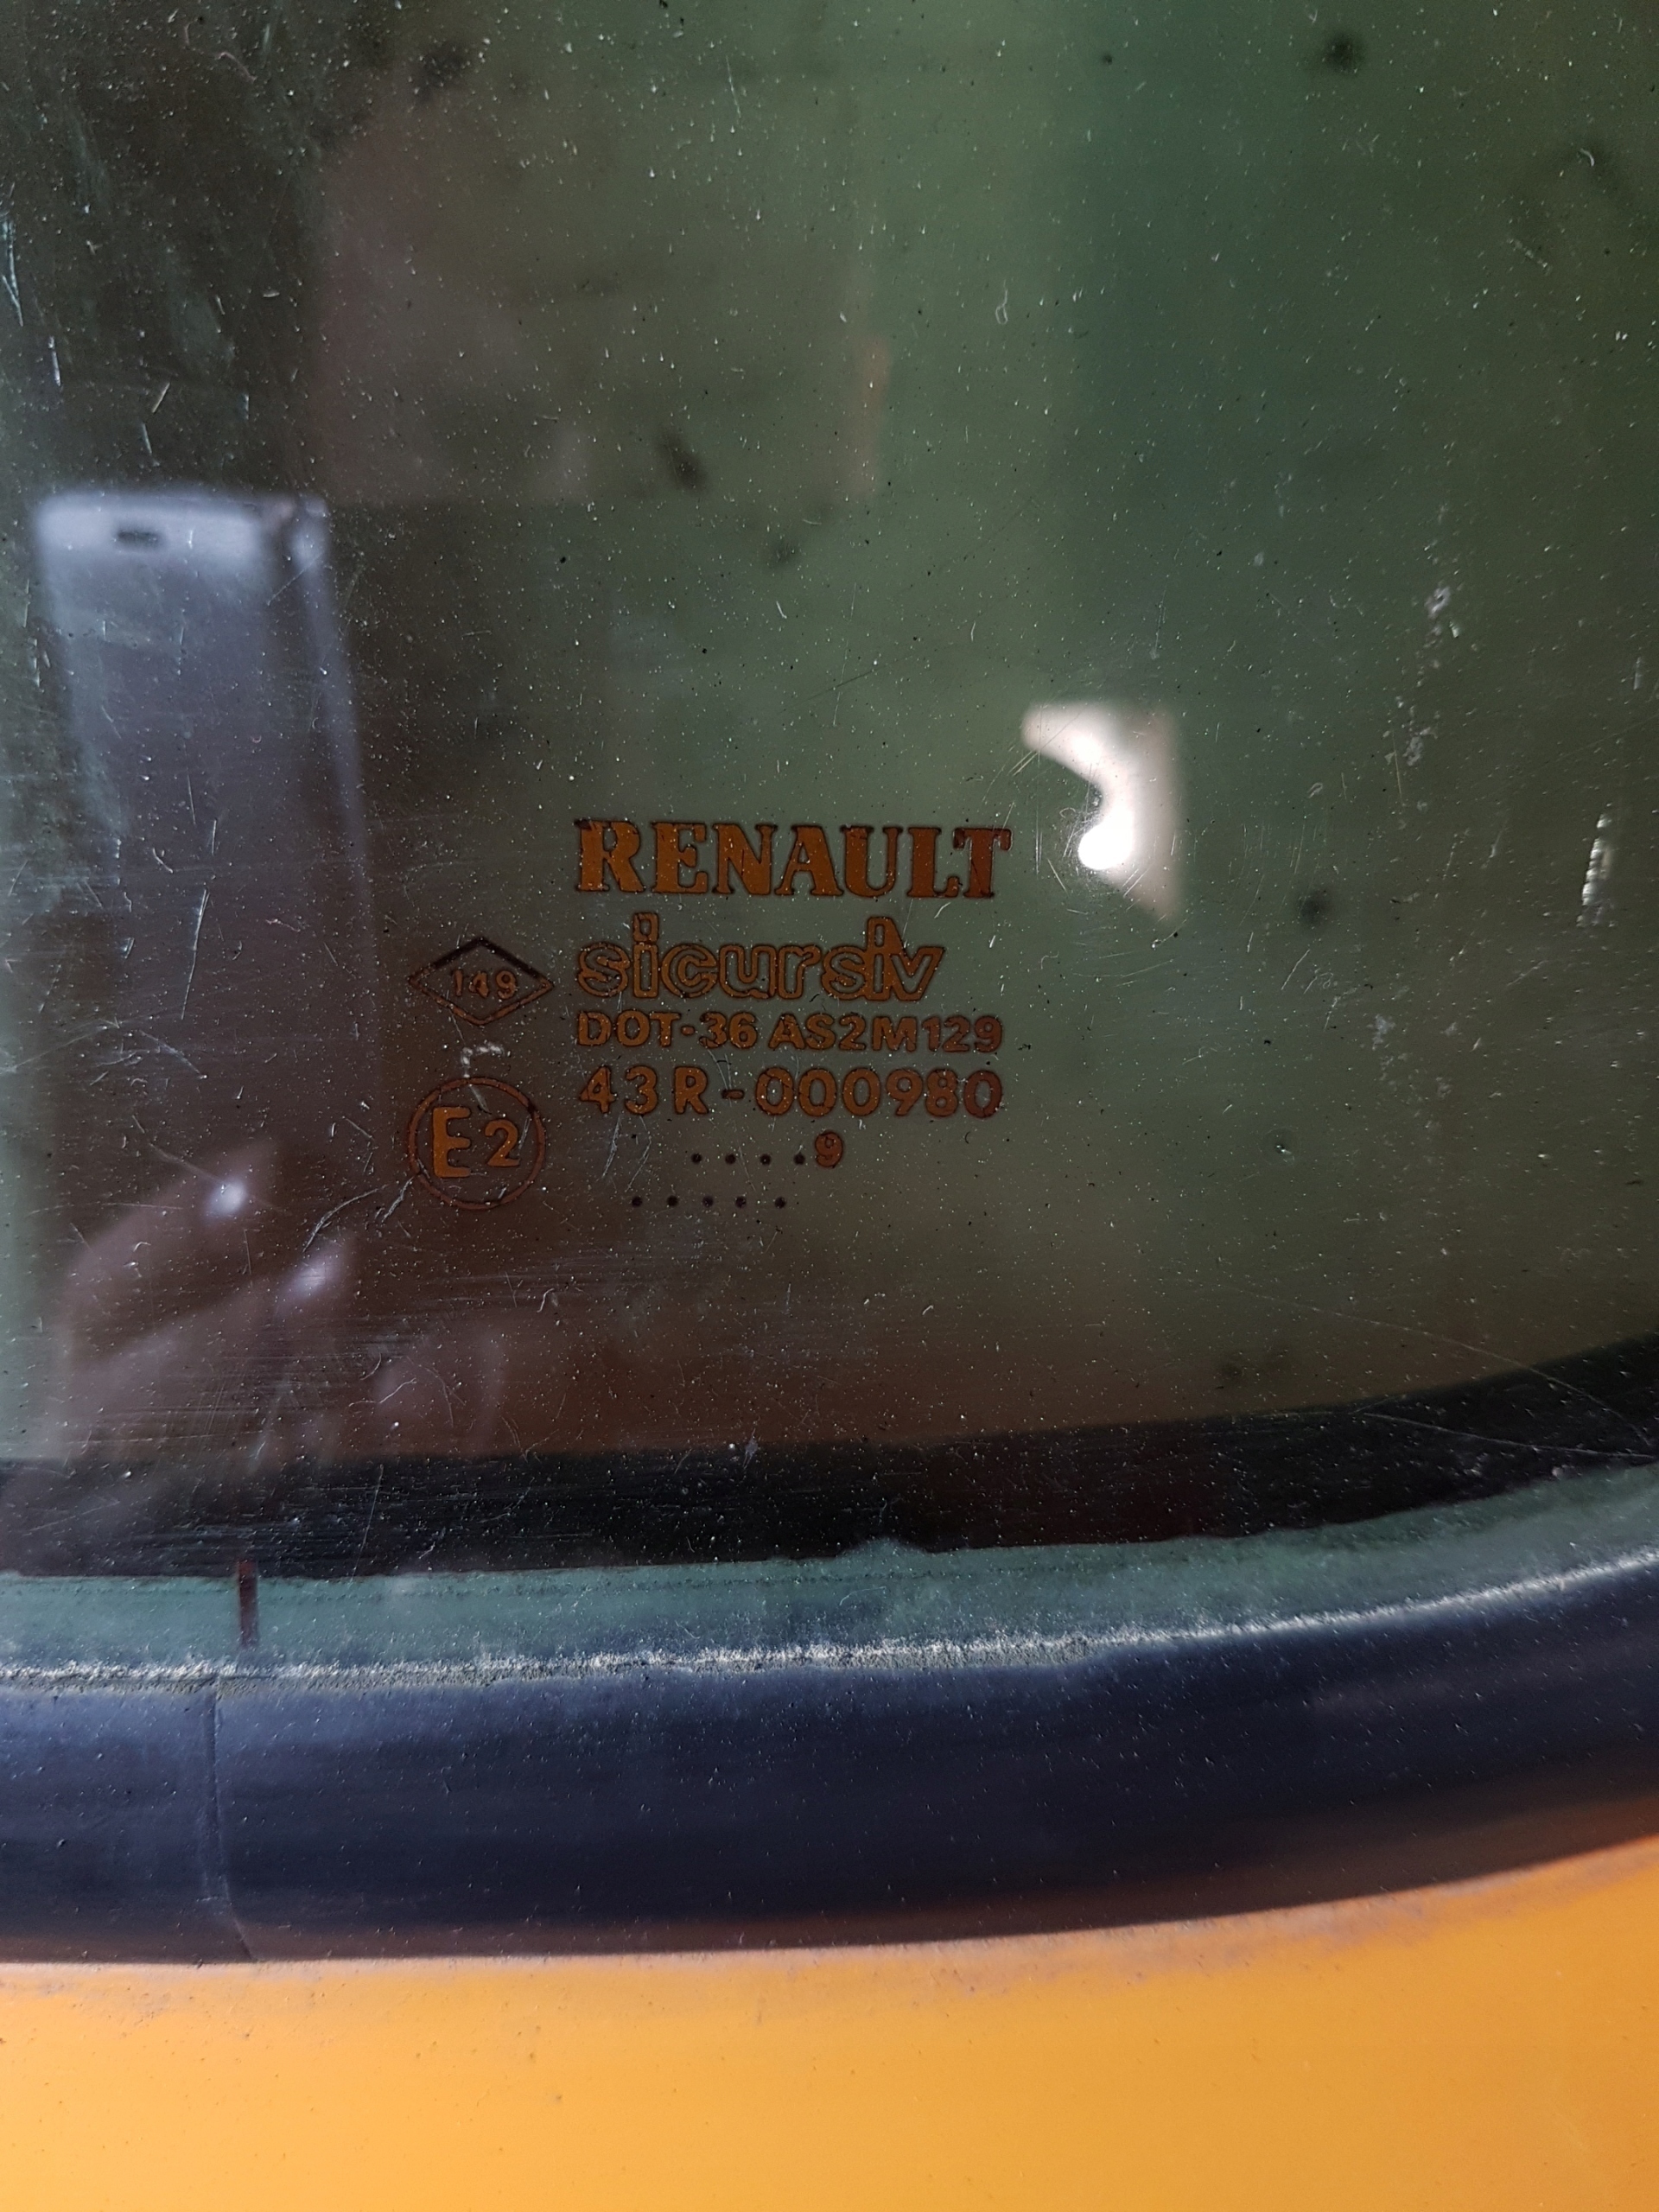 RENAULT
149 sicursiv
DOT-36 AS2M129
43R-000980
E2
....9
.....